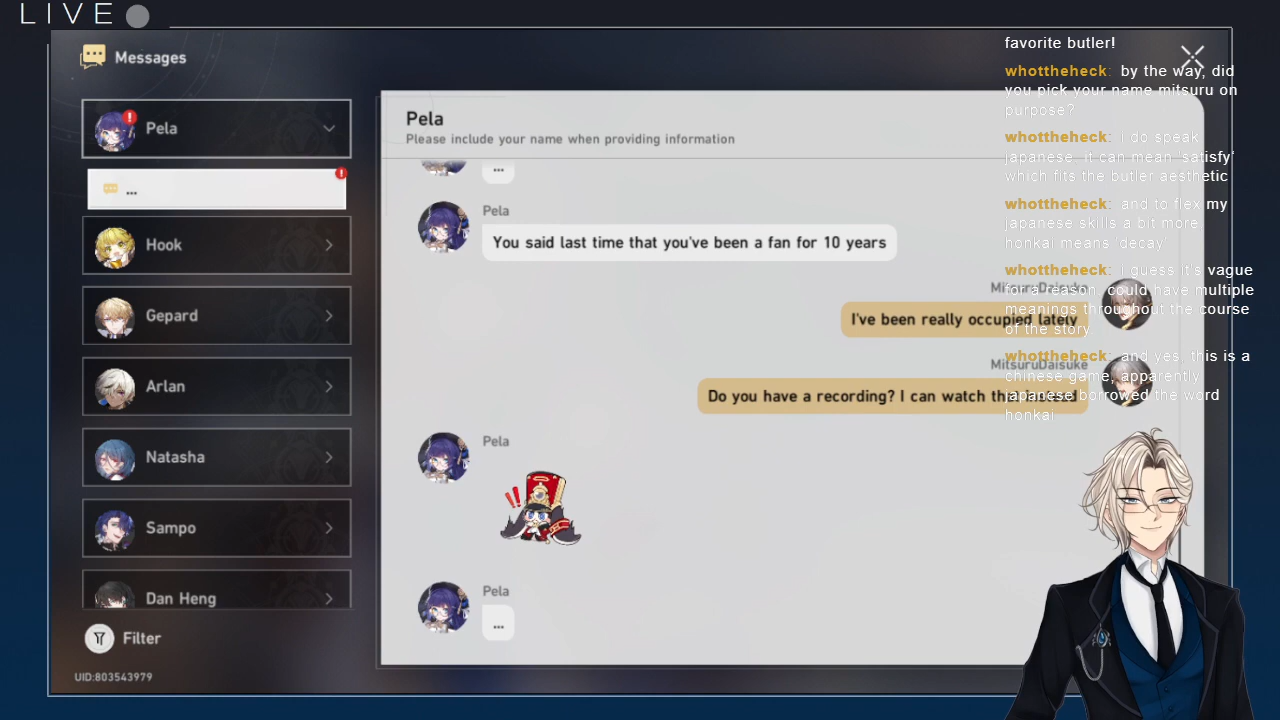 LIVE
Messages
Pela
...
Hook
Gepard
Arlan
Natasha
Sampo
Dan Heng
Filter
UID:803543979
Pela
Please include your name when providing information
...
Pela
You said last time that you've been a fan for 10 years
MitsuruDaisuke
I've been really occupied lately
MitsuruDaisuke
Do you have a recording? I can watch that
Pela
!!
Pela
...
favorite butler!
whottheheck: by the way, did
you pick your name mitsuru on
purpose?
whottheheck: i do speak
japanese. it can mean 'satisfy'
which fits the butler aesthetic
whottheheck: and to flex my
japanese skills a bit more.
honkai means 'decay'
whottheheck: i guess it's vague
for a reason. could have multiple
meanings throughout the course
of the story.
whottheheck: and yes, this is a
chinese game, apparently
japanese borrowed the word
honkai